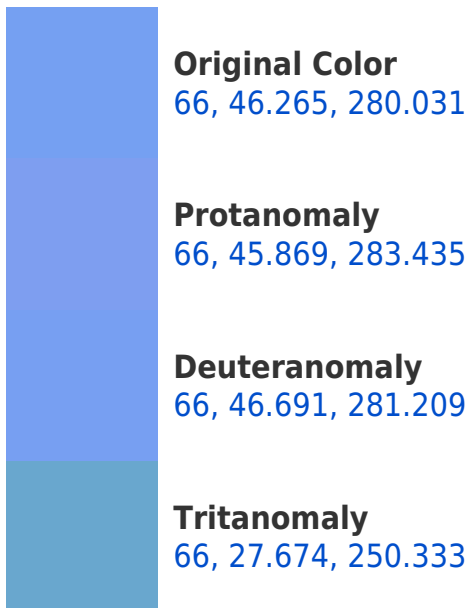 Original Color
66, 46.265, 280.031
Protanomaly
66, 45.869, 283.435
Deuteranomaly
66, 46.691, 281.209
Tritanomaly
66, 27.674, 250.333